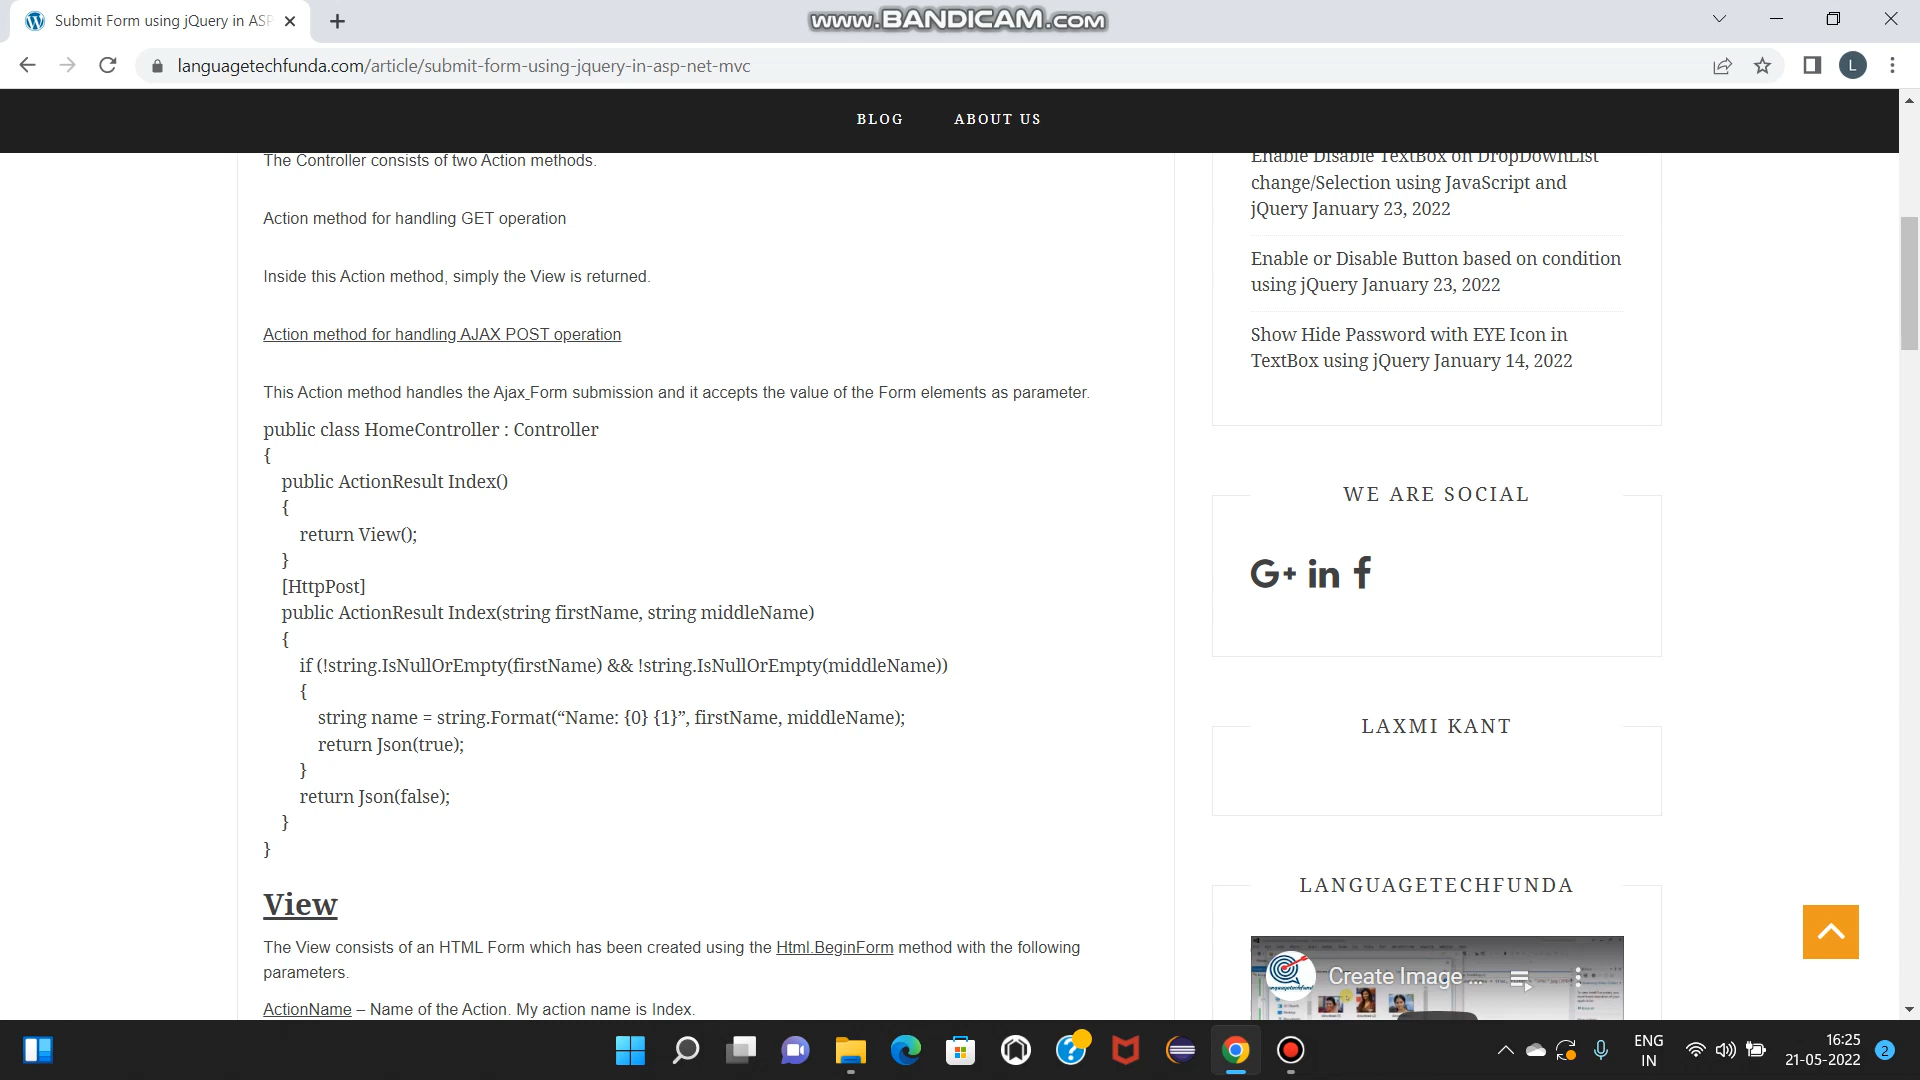 Submit Form using jQuery in ASP
www.BANDICAM.com
languagetechfunda.com/article/submit-form-using-jquery-in-asp-net-mvc
L
BLOG
ABOUT US
The Controller consists of two Action methods.
Action method for handling GET operation
Inside this Action method, simply the View is returned.
Action method for handling AJAX POST operation
This Action method handles the Ajax Form submission and it accepts the value of the Form elements as parameter.
public class HomeController : Controller
{
public ActionResult Index()
{
return View();
}
[HttpPost]
public ActionResult Index(string firstName, string middleName)
{
if (!string.IsNullOrEmpty(firstName) && !string.IsNullOrEmpty(middleName))
{
string name = string.Format(“Name: {0} {1}”, firstName, middleName);
return Json(true);
}
return Json(false);
}
}
View
The View consists of an HTML Form which has been created using the Html.BeginForm method with the following
parameters.
ActionName – Name of the Action. My action name is Index.
Enable Disable TextBox on DropDownList
change/Selection using JavaScript and
jQuery January 23, 2022
Enable or Disable Button based on condition
using jQuery January 23, 2022
Show Hide Password with EYE Icon in
TextBox using jQuery January 14, 2022
WE ARE SOCIAL
G+ in f
LAXMI KANT
LANGUAGETECHFUNDA
Create Image ...
ENG
IN
16:25
21-05-2022
2